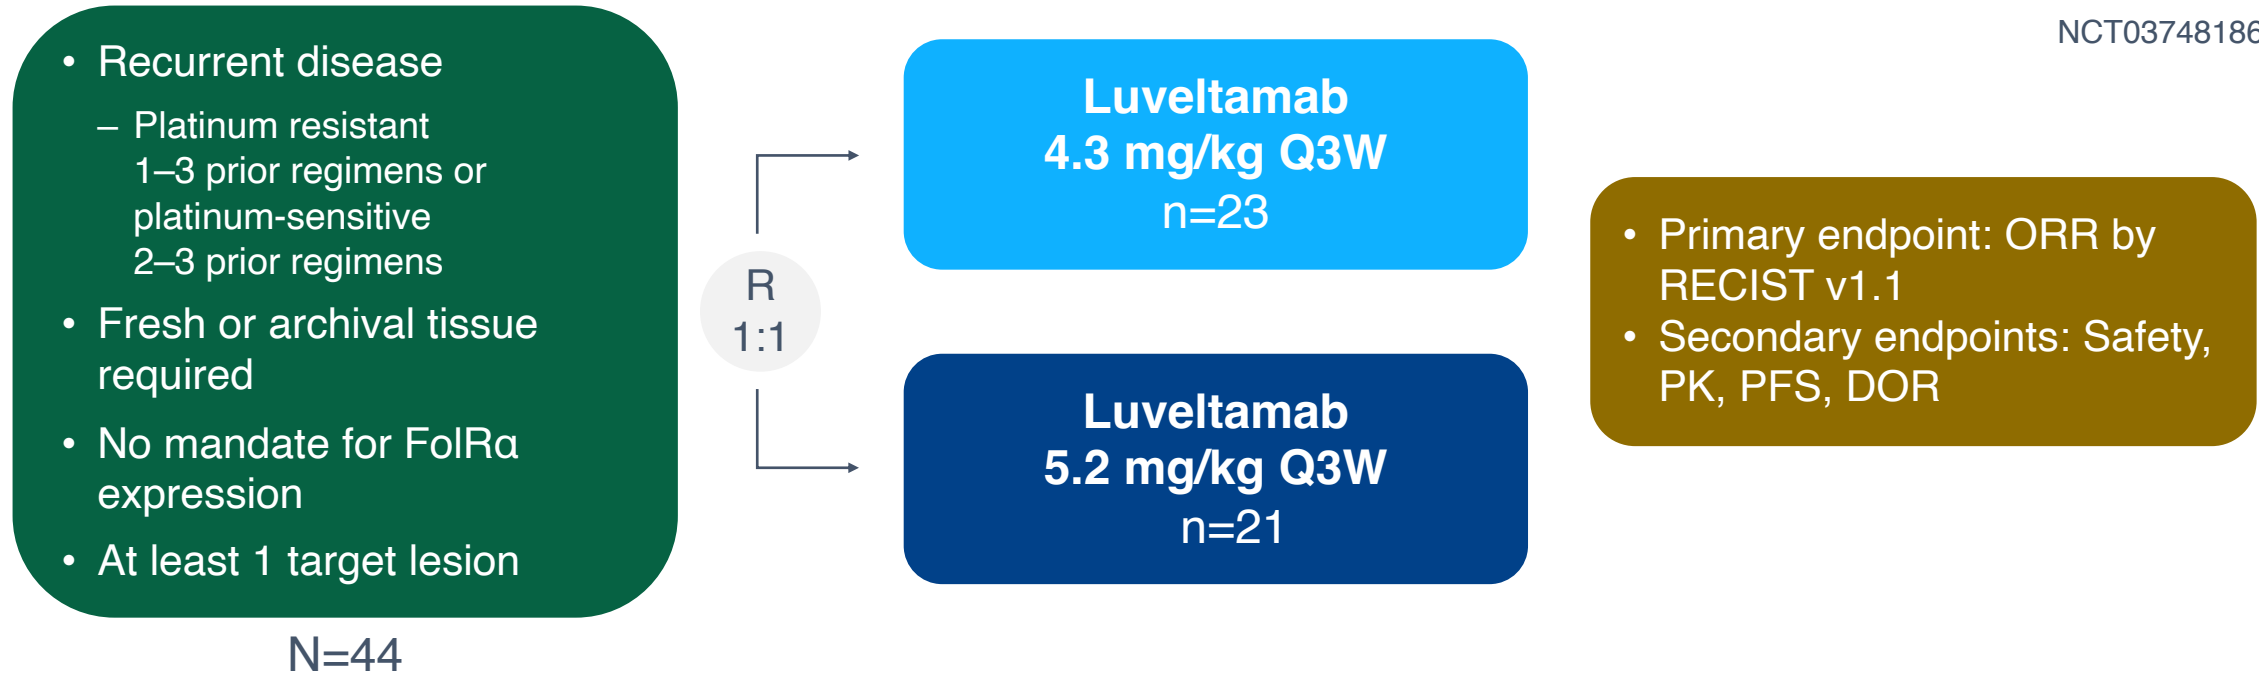 NCT03748186
• Recurrent disease
– Platinum resistant
1–3 prior regimens or
platinum-sensitive
2–3 prior regimens
• Fresh or archival tissue
required
• No mandate for FolRα
expression
• At least 1 target lesion
N=44
R
1:1
Luveltamab
4.3 mg/kg Q3W
n=23
Luveltamab
5.2 mg/kg Q3W
n=21
• Primary endpoint: ORR by
RECIST v1.1
• Secondary endpoints: Safety,
PK, PFS, DOR